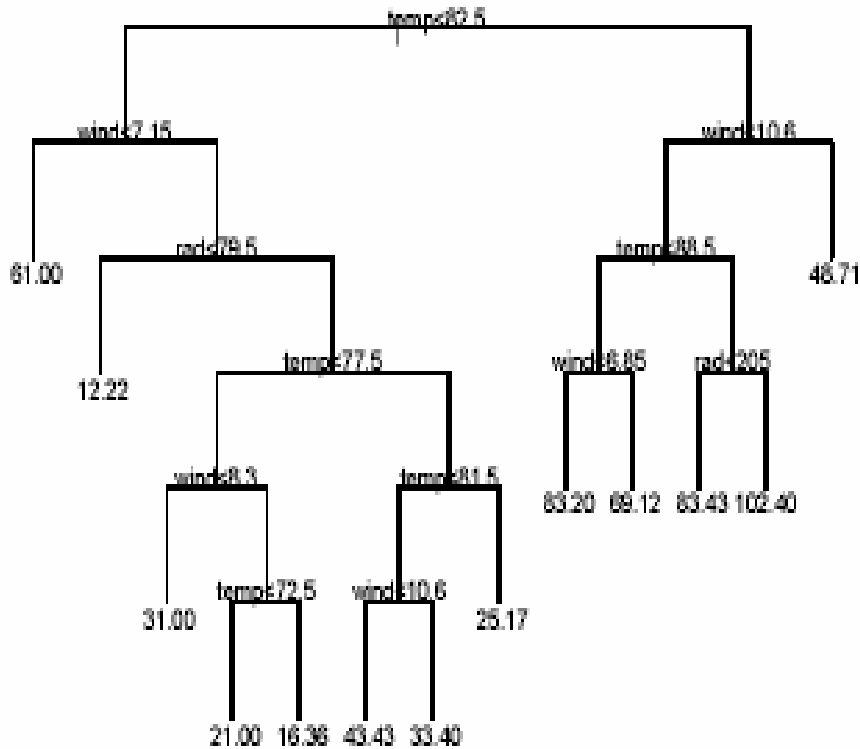 temp<82.5
wind<7.15
wind<10.6
rad<79.5
temp<88.5
61.00
48.71
temp<77.5
wind<6.85
rad<205
12.22
wind<8.3
temp<81.5
83.20
69.12
83.43
102.40
temp<72.5
wind<10.6
31.00
25.17
21.00
16.36
43.43
33.40